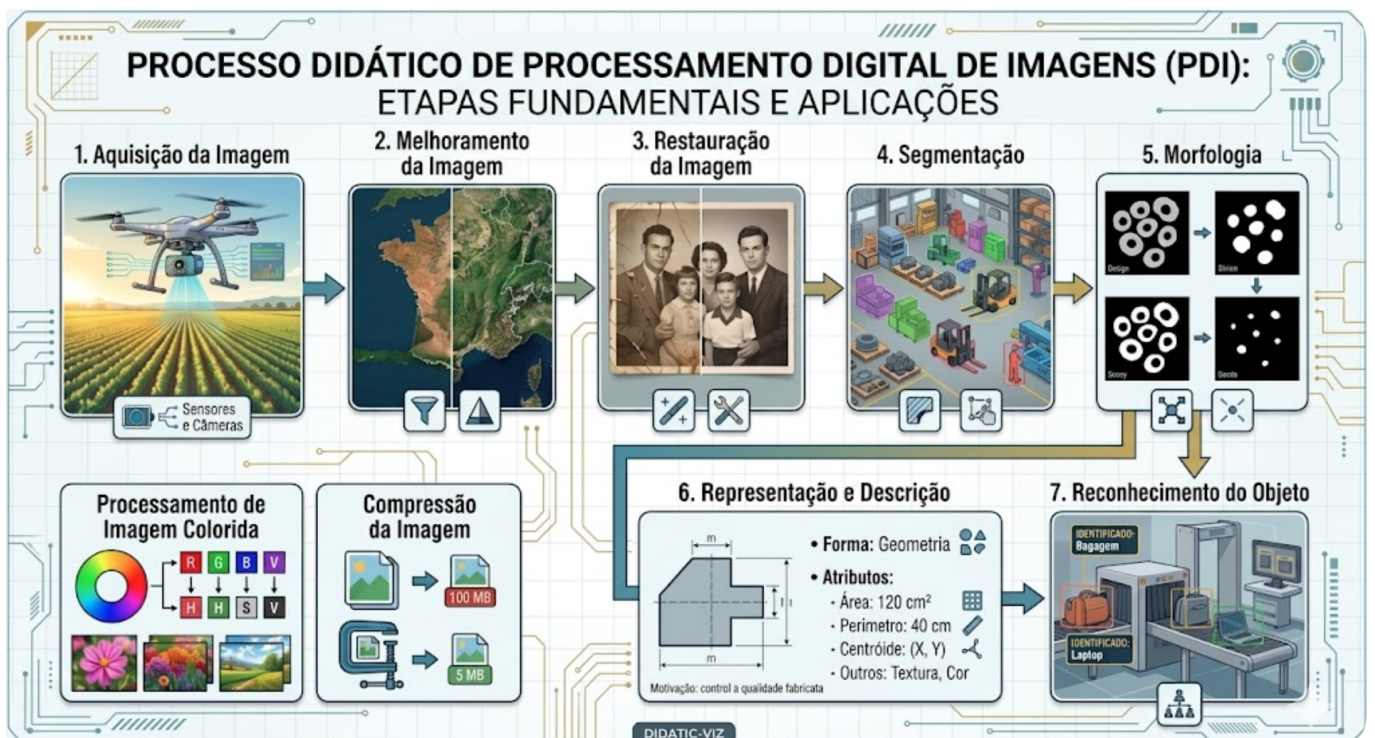 PROCESSO DIDÁTICO DE PROCESSAMENTO DIGITAL DE IMAGENS (PDI):
ETAPAS FUNDAMENTAIS E APLICAÇÕES
1. Aquisição da Imagem
Sensores
e Câmeras
2. Melhoramento
da Imagem
3. Restauração
da Imagem
4. Segmentação
5. Morfologia
Design
Processamento de
Imagem Colorida
R G B V
H H S V
Compressão
da Imagem
100 MB
5 MB
6. Representação e Descrição
m
m
• Forma: Geometria
• Atributos:
- Área: 120 cm²
- Perimetro: 40 cm
- Centróide: (X, Y)
- Outros: Textura, Cor
Motivação: control a qualidade fabricata
7. Reconhecimento do Objeto
IDENTIFICADO:
Bagagem
IDENTIFICADO:
Laptop
DIDATIC-VIZ